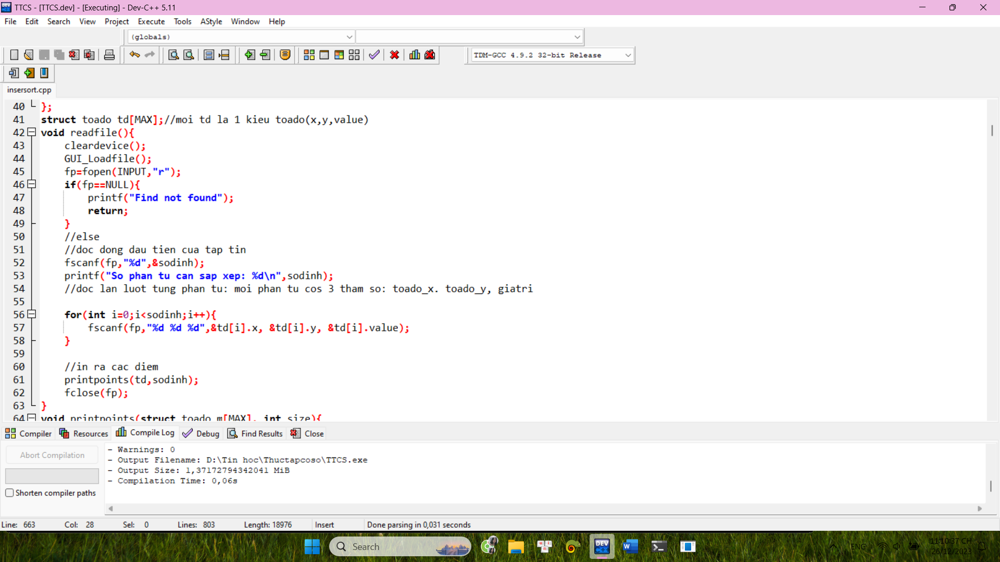 TTCS - [TTCS.dev] - [Executing] - Dev-C++ 5.11
File Edit Search View Project Execute Tools AStyle Window Help
(globals)
TDM-GCC 4.9.2 32-bit Release
insersort.cpp
40 };
41 struct toado td[MAX];//moi td la 1 kieu toado(x,y,value)
42 void readfile(){
43 cleardevice();
44 GUI_Loadfile();
45 fp=fopen(INPUT,"r");
46 if(fp==NULL){
47 printf("Find not found");
48 return;
49 }
50 //else
51 //doc dong dau tien cua tap tin
52 fscanf(fp,"%d",&sodinh);
53 printf("So phan tu can sap xep: %d\n",sodinh);
54 //doc lan luot tung phan tu: moi phan tu cos 3 tham so: toado_x. toado_y, giatri
55
56 for(int i=0;i<sodinh;i++){
57 fscanf(fp,"%d %d %d",&td[i].x, &td[i].y, &td[i].value);
58 }
59
60 //in ra cac diem
61 printpoints(td,sodinh);
62 fclose(fp);
63 }
64 void printpoints(struct toado m[MAX], int size){
Compiler Resources Compile Log Debug Find Results Close
Abort Compilation
Shorten compiler paths
- Warnings: 0
- Output Filename: D:\Tin hoc\Thuctapcoso\TTCS.exe
- Output Size: 1,37172794342041 MiB
- Compilation Time: 0,06s
Line: 663 Col: 28 Sel: 0 Lines: 803 Length: 18976 Insert Done parsing in 0,031 seconds
Search
DEV C++
ENG
11:10:37 CH
26/12/2023